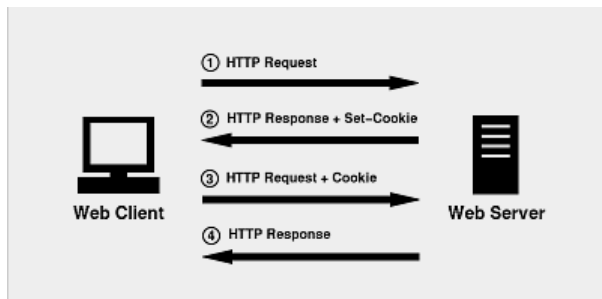 ① HTTP Request
② HTTP Response + Set-Cookie
③ HTTP Request + Cookie
Web Client
Web Server
④ HTTP Response